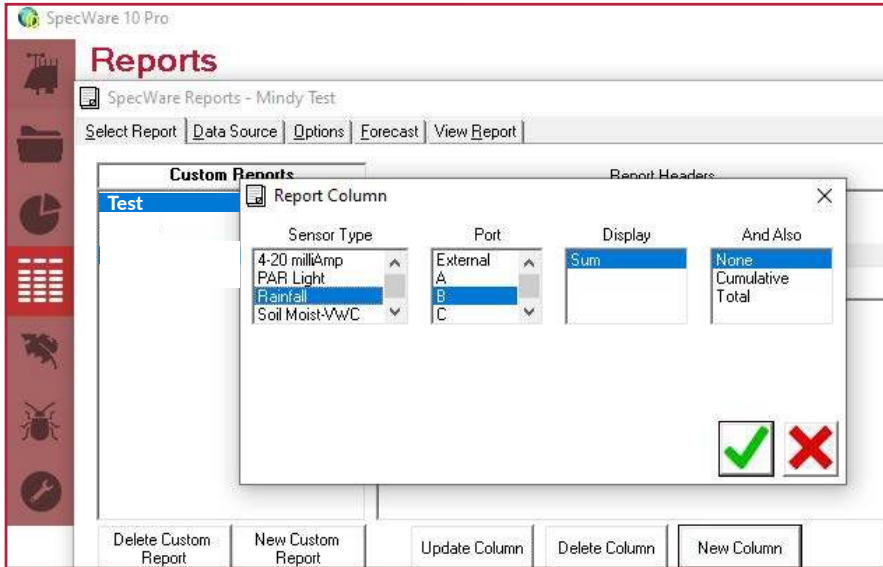 SpecWare 10 Pro
Reports
SpecWare Reports - Mindy Test
Select Report Data Source Options Forecast View Report
Custom Reports Report Headers
Test
Report Column
Sensor Type Port Display And Also
4-20 milliAmp External Sum None
PAR Light A Cumulative
Rainfall B Total
Soil Moist-VWC C
Delete Custom Report New Custom Report Update Column Delete Column New Column